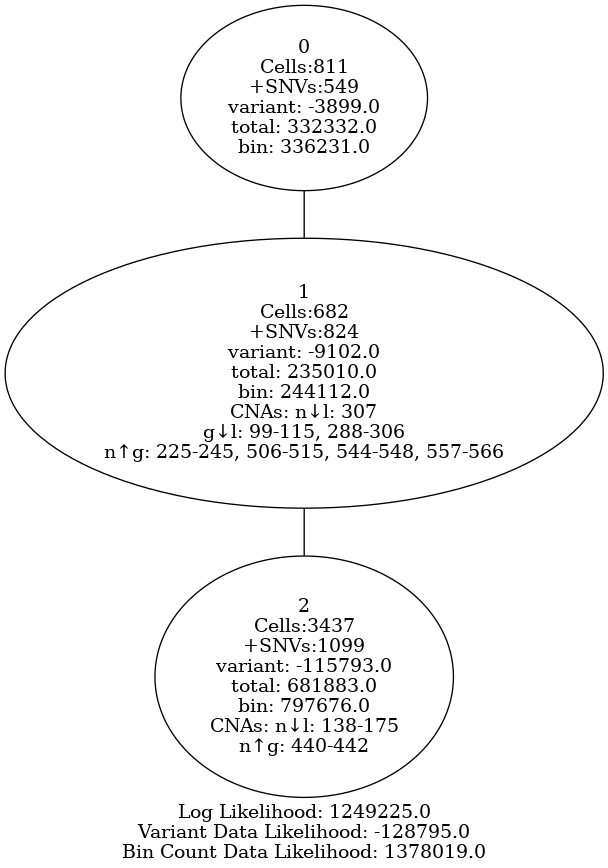 0
Cells:811
+SNVs:549
variant: -3899.0
total: 332332.0
bin: 336231.0
1
Cells:682
+SNVs:824
variant: -9102.0
total: 235010.0
bin: 244112.0
CNAs: n↓l: 307
g↓l: 99-115, 288-306
n↑g: 225-245, 506-515, 544-548, 557-566
2
Cells:3437
+SNVs:1099
variant: -115793.0
total: 681883.0
bin: 797676.0
CNAs: n↓l: 138-175
n↑g: 440-442
Log Likelihood: 1249225.0
Variant Data Likelihood: -128795.0
Bin Count Data Likelihood: 1378019.0